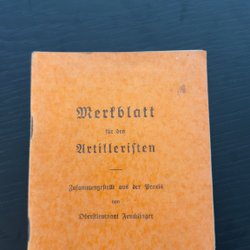 Merkblatt
für den
Artilleristen
Zusammengestellt aus der Praxis
von
Oberstleutnant